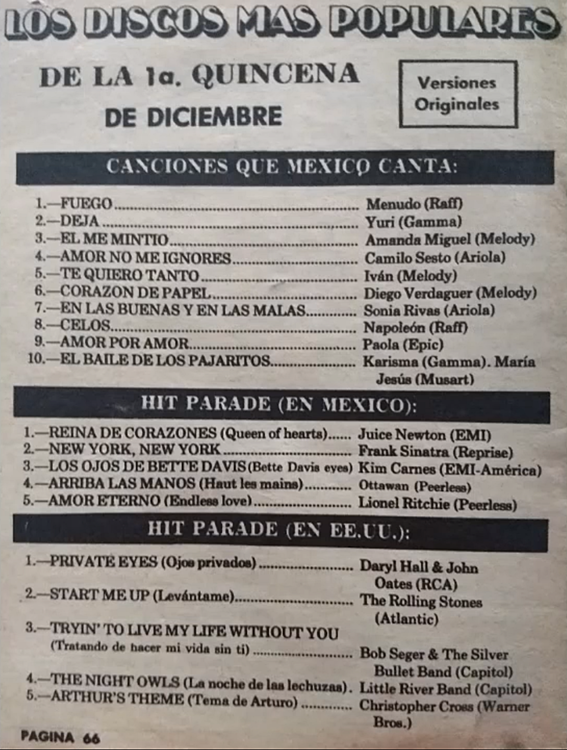 LOS DISCOS MAS POPULARES
DE LA 1a. QUINCENA
DE DICIEMBRE
Versiones
Originales
CANCIONES QUE MEXICO CANTA:
1.—FUEGO........ Menudo (Raff)
2.—DEJA........ Yuri (Gamma)
3.—EL ME MINTIO........ Amanda Miguel (Melody)
4.—AMOR NO ME IGNORES........ Camilo Sesto (Ariola)
5.—TE QUIERO TANTO........ Iván (Melody)
6.—CORAZON DE PAPEL........ Diego Verdaguer (Melody)
7.—EN LAS BUENAS Y EN LAS MALAS........ Sonia Rivas (Ariola)
8.—CELOS........ Napoleón (Raff)
9.—AMOR POR AMOR........ Paola (Epic)
10.—EL BAILE DE LOS PAJARITOS........ Karisma (Gamma). María
Jesús (Musart)
HIT PARADE (EN MEXICO):
1.—REINA DE CORAZONES (Queen of hearts)...... Juice Newton (EMI)
2.—NEW YORK, NEW YORK........ Frank Sinatra (Reprise)
3.—LOS OJOS DE BETTE DAVIS (Bette Davis eyes) Kim Carnes (EMI-América)
4.—ARRIBA LAS MANOS (Haut les mains)........ Ottawan (Peerless)
5.—AMOR ETERNO (Endless love)........ Lionel Ritchie (Peerless)
HIT PARADE (EN EE.UU.):
1.—PRIVATE EYES (Ojos privados)........ Daryl Hall & John
Oates (RCA)
2.—START ME UP (Levántame)........ The Rolling Stones
(Atlantic)
3.—TRYIN' TO LIVE MY LIFE WITHOUT YOU
(Tratando de hacer mi vida sin ti)........ Bob Seger & The Silver
Bullet Band (Capitol)
4.—THE NIGHT OWLS (La noche de las lechuzas). Little River Band (Capitol)
5.—ARTHUR'S THEME (Tema de Arturo)........ Christopher Cross (Warner
Bros.)
PAGINA 66